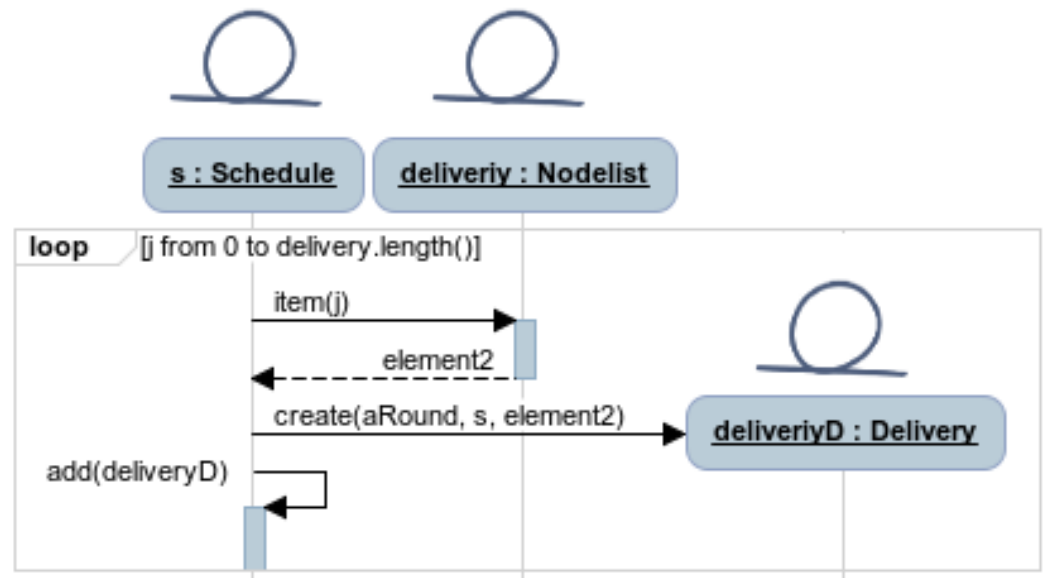 s : Schedule
deliveriy : Nodelist
loop
[j from 0 to delivery.length()]
item(j)
element2
create(aRound, s, element2)
deliveriyD : Delivery
add(deliveryD)